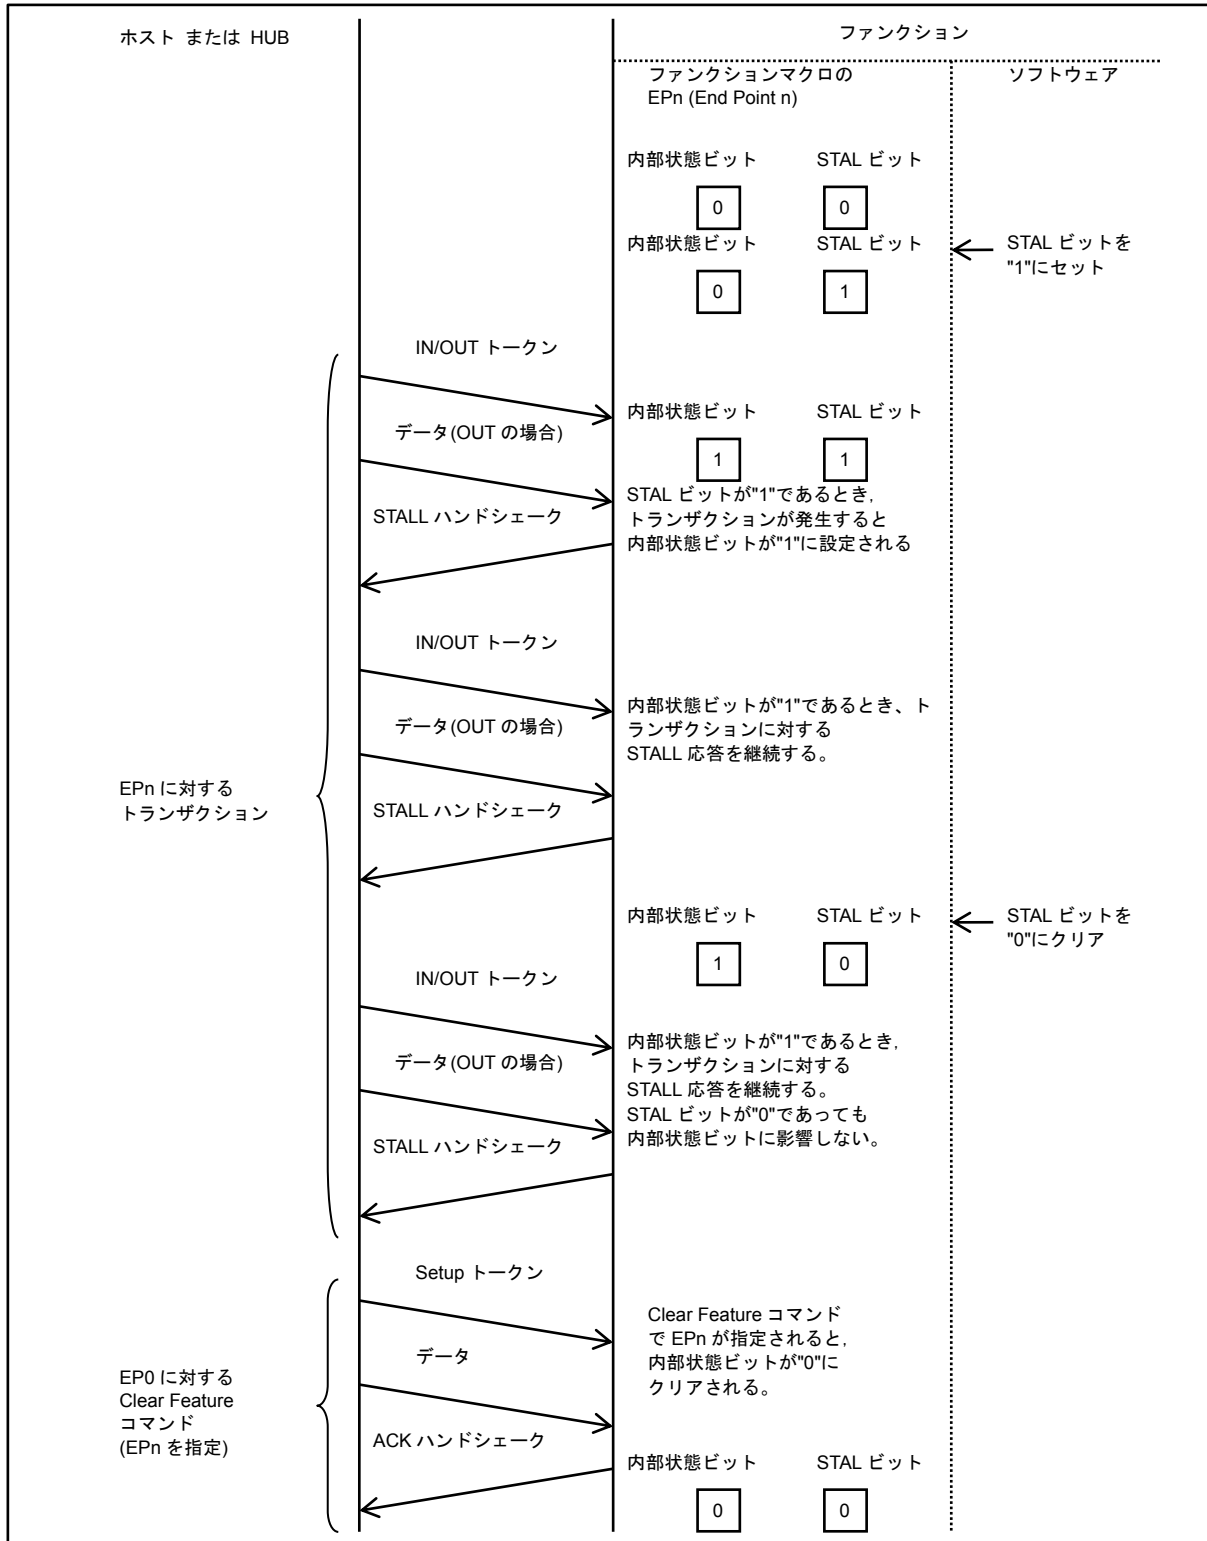 ホスト または HUB
ファンクション
ファンクションマクロの
EPn (End Point n)
ソフトウェア
内部状態ビット
STAL ビット
0
0
内部状態ビット
STAL ビット
STAL ビットを
"1"にセット
0
1
IN/OUT トークン
内部状態ビット
STAL ビット
データ(OUT の場合)
1
1
STAL ビットが"1"であるとき,
トランザクションが発生すると
内部状態ビットが"1"に設定される
STALL ハンドシェーク
IN/OUT トークン
内部状態ビットが"1"であるとき、ト
ランザクションに対する
STALL 応答を継続する。
データ(OUT の場合)
EPn に対する
トランザクション
STALL ハンドシェーク
内部状態ビット
STAL ビット
STAL ビットを
"0"にクリア
1
0
IN/OUT トークン
内部状態ビットが"1"であるとき,
トランザクションに対する
STALL 応答を継続する。
STAL ビットが"0"であっても
内部状態ビットに影響しない。
データ(OUT の場合)
STALL ハンドシェーク
Setup トークン
Clear Feature コマンド
で EPn が指定されると,
内部状態ビットが"0"に
クリアされる。
データ
EP0 に対する
Clear Feature
コマンド
(EPn を指定)
ACK ハンドシェーク
内部状態ビット
STAL ビット
0
0